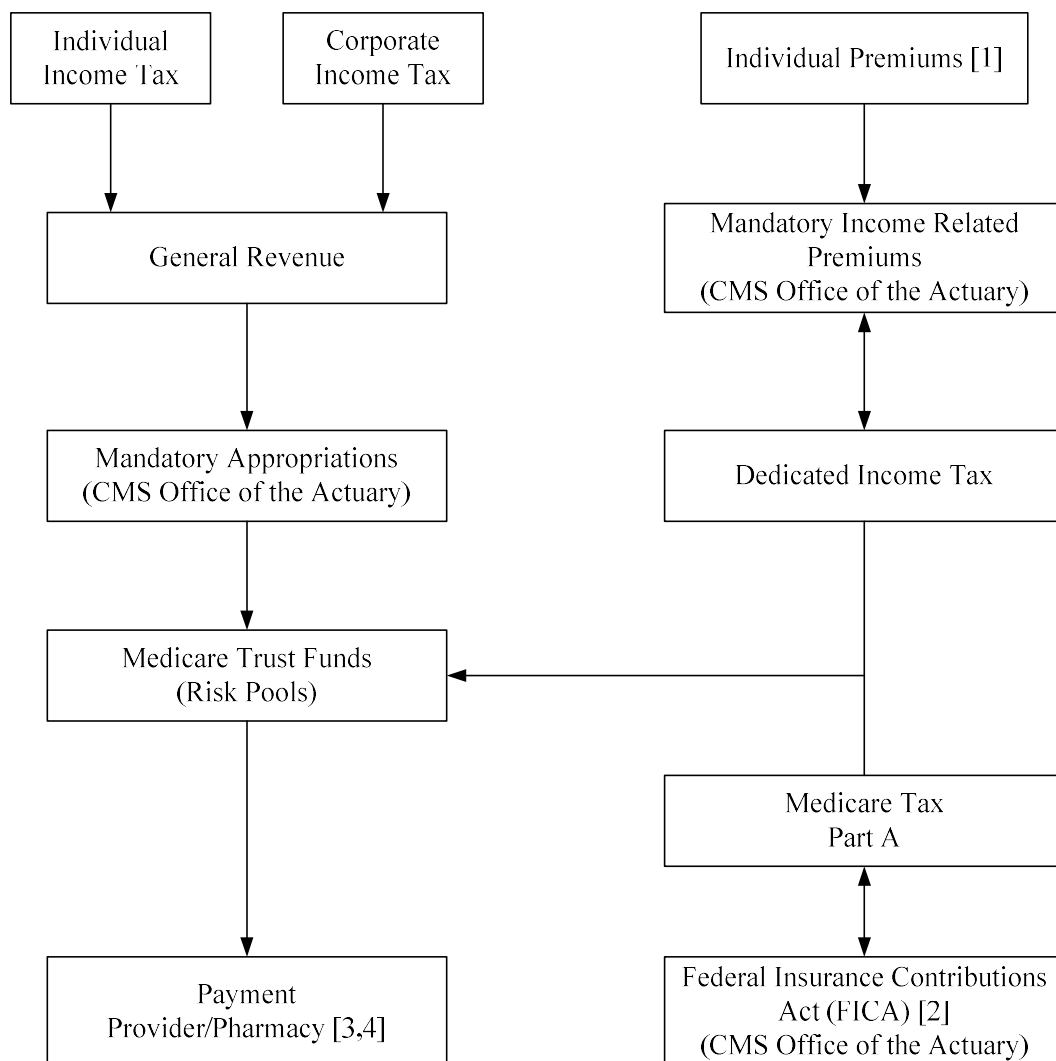 Individual
Income Tax
Corporate
Income Tax
Individual Premiums [1]
General Revenue
Mandatory Income Related
Premiums
(CMS Office of the Actuary)
Mandatory Appropriations
(CMS Office of the Actuary)
Dedicated Income Tax
Medicare Trust Funds
(Risk Pools)
Medicare Tax
Part A
Payment
Provider/Pharmacy [3,4]
Federal Insurance Contributions
Act (FICA) [2]
(CMS Office of the Actuary)